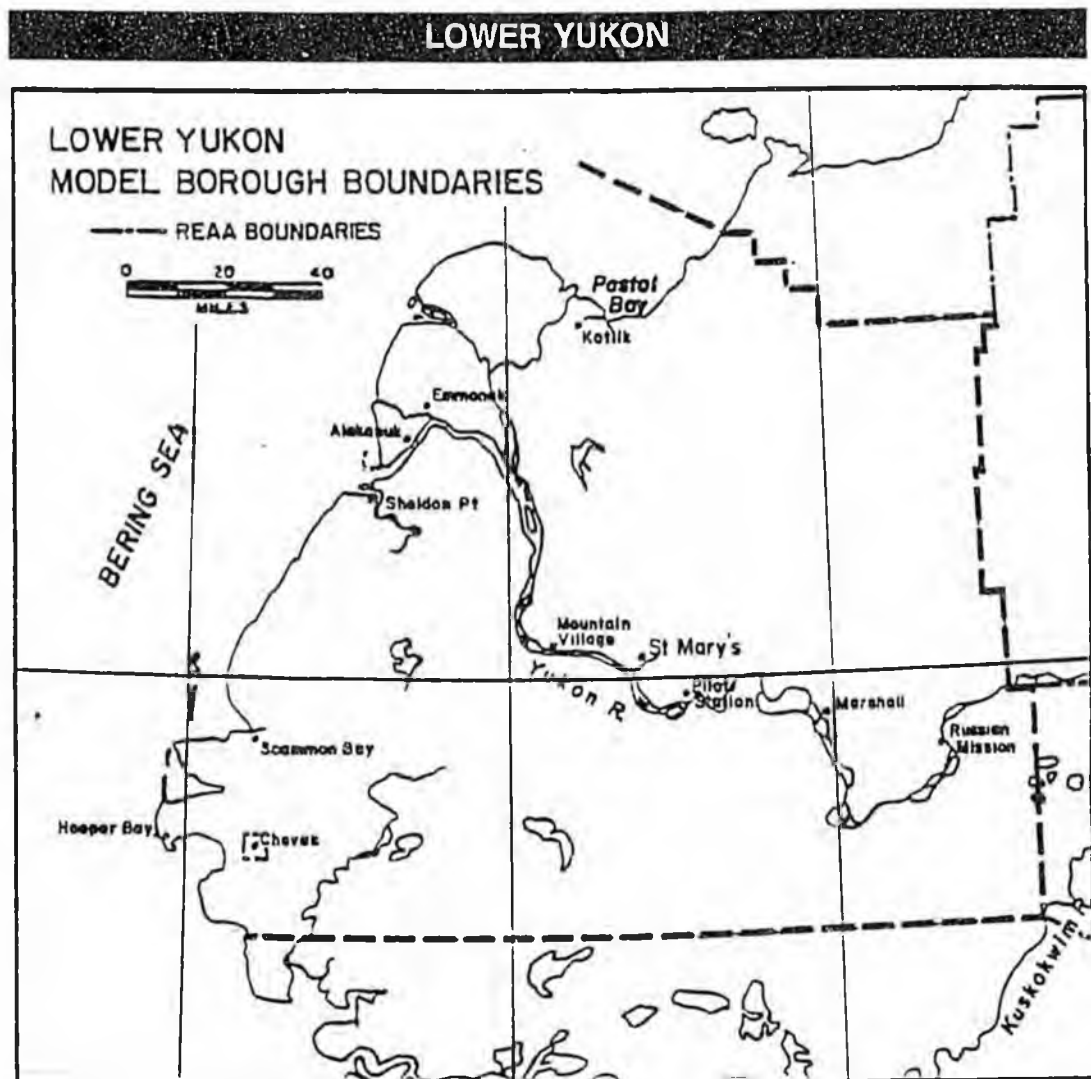 LOWER YUKON
LOWER YUKON
MODEL BOROUGH BOUNDARIES
REAA BOUNDARIES
0 20 40
MILES
Pastol
Bay
Kotlik
Emmonak
Alakanuk
Sheldon Pt
BERING SEA
Mountain
Village
St Mary's
Yukon R.
Pilot
Station
Marshall
Russian
Mission
Scammon Bay
Hooper Bay
Chevak
Kuskokwim